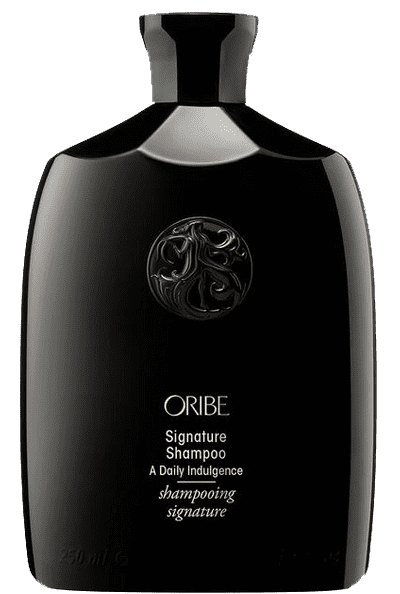 ORIBE
Signature
Shampoo
A Daily Indulgence
shampooing
signature
250 ml